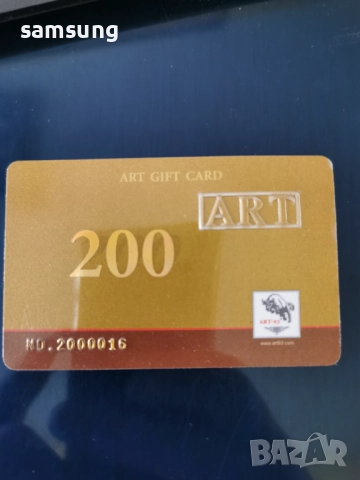 samsung
ART GIFT CARD
ART
200
NO.2000016
BAZAR